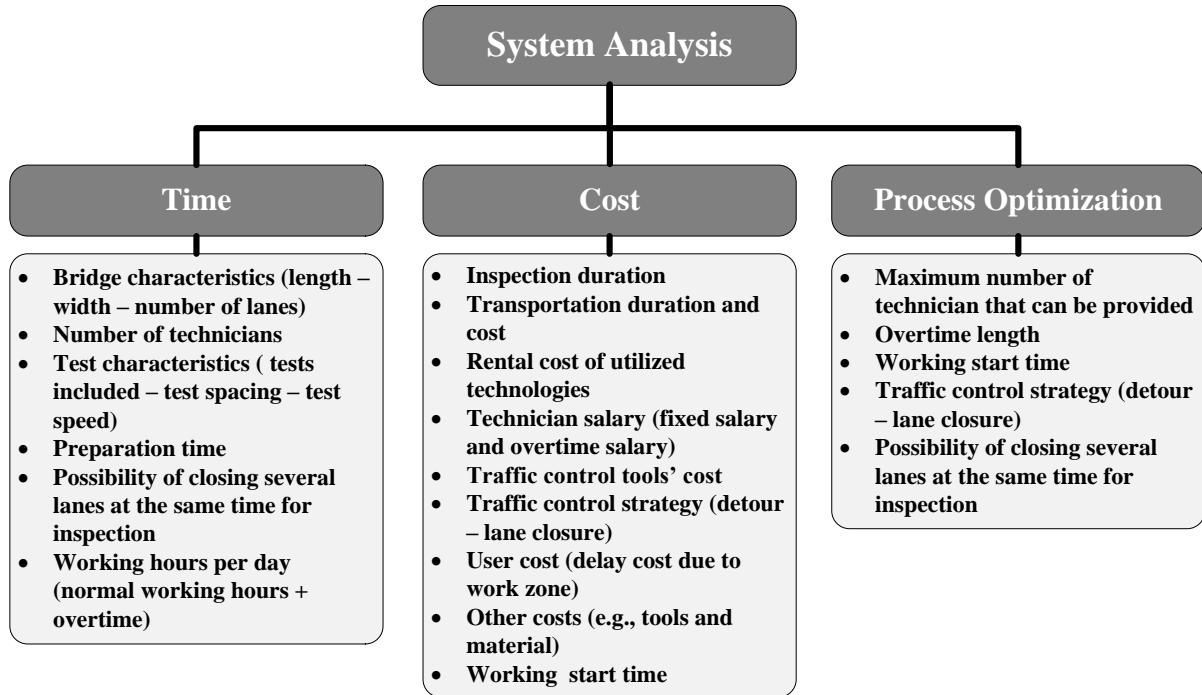 System Analysis
Time
• Bridge characteristics (length –
width – number of lanes)
• Number of technicians
• Test characteristics ( tests
included – test spacing – test
speed)
• Preparation time
• Possibility of closing several
lanes at the same time for
inspection
• Working hours per day
(normal working hours +
overtime)
Cost
• Inspection duration
• Transportation duration and
cost
• Rental cost of utilized
technologies
• Technician salary (fixed salary
and overtime salary)
• Traffic control tools’ cost
• Traffic control strategy (detour
– lane closure)
• User cost (delay cost due to
work zone)
• Other costs (e.g., tools and
material)
• Working  start time
Process Optimization
• Maximum number of
technician that can be provided
• Overtime length
• Working start time
• Traffic control strategy (detour
– lane closure)
• Possibility of closing several
lanes at the same time for
inspection